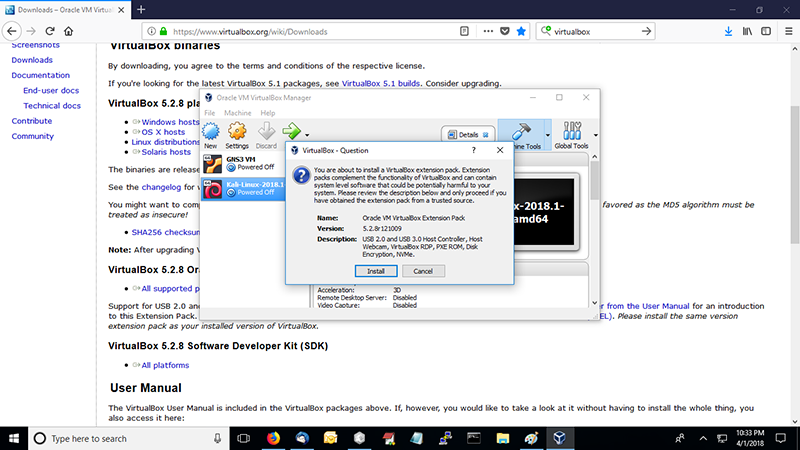 Downloads – Oracle VM Virtual
https://www.virtualbox.org/wiki/Downloads
virtualbox
Screenshots
Downloads
Documentation
End-user docs
Technical docs
Contribute
Community
VirtualBox binaries
By downloading, you agree to the terms and conditions of the respective license.
If you're looking for the latest VirtualBox 5.1 packages, see VirtualBox 5.1 builds. Consider upgrading.
VirtualBox 5.2.8 pla
Windows hosts
OS X hosts
Linux distributions
Solaris hosts
The binaries are release
See the changelog for w
You might want to com
favored as the MD5 algorithm must be
treated as insecure!
SHA256 checksum
Note: After upgrading V
VirtualBox 5.2.8 Ora
All supported p
Support for USB 2.0 and
er from the User Manual for an introduction
to this Extension Pack.
EL). Please install the same version
extension pack as your installed version of VirtualBox.
VirtualBox 5.2.8 Software Developer Kit (SDK)
All platforms
User Manual
The VirtualBox User Manual is included in the VirtualBox packages above. If, however, you would like to take a look at it without having to install the whole thing, you
also access it here:
Oracle VM VirtualBox Manager
File Machine Help
New Settings Discard
Details
ine Tools
Global Tools
GNS3 VM
Powered Off
Kali-Linux-2018.1-
Powered Off
x-2018.1-
amd64
Acceleration: 3D
Remote Desktop Server: Disabled
Video Capture: Disabled
VirtualBox - Question
You are about to install a VirtualBox extension pack. Extension
packs complement the functionality of VirtualBox and can contain
system level software that could be potentially harmful to your
system. Please review the description below and only proceed if you
have obtained the extension pack from a trusted source.
Name: Oracle VM VirtualBox Extension Pack
Version: 5.2.8r121009
Description: USB 2.0 and USB 3.0 Host Controller, Host
Webcam, VirtualBox RDP, PXE ROM, Disk
Encryption, NVMe.
Install Cancel
Type here to search
10:33 PM
4/1/2018